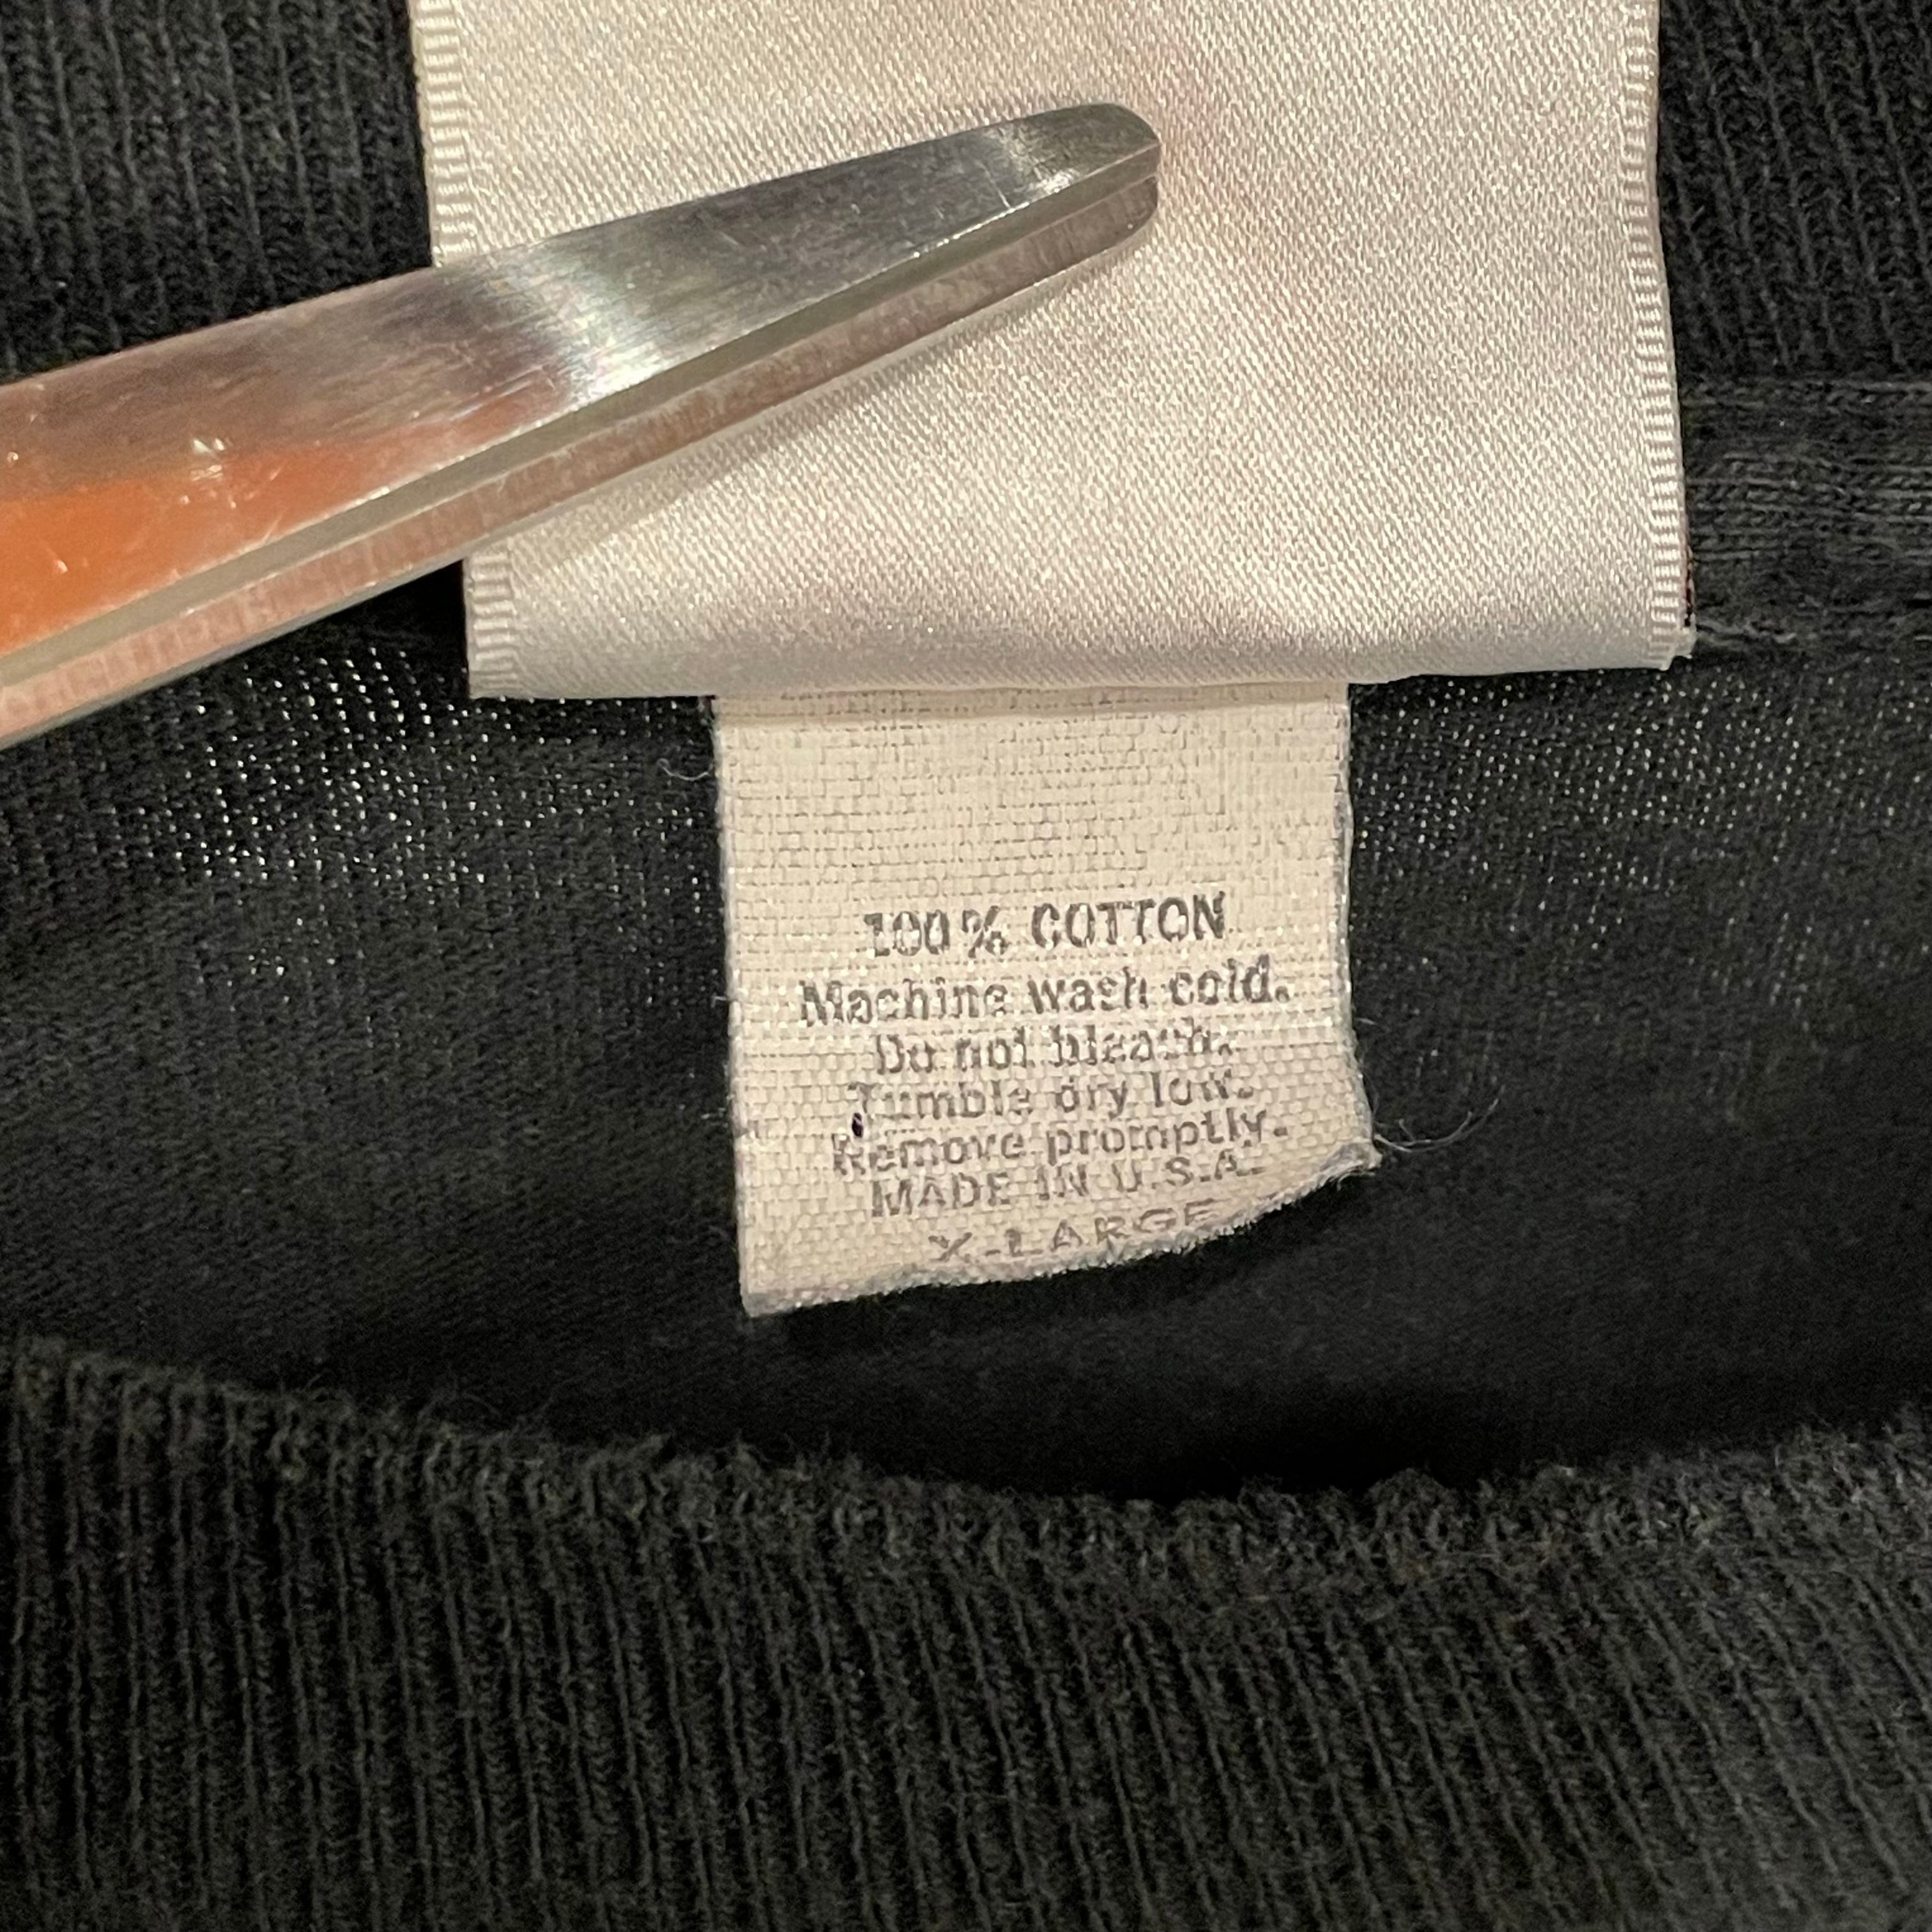 100% COTTON
Machine wash cold.
Do not bleach.
Tumble dry low.
Remove promptly.
MADE IN U.S.A.
X-LARGE